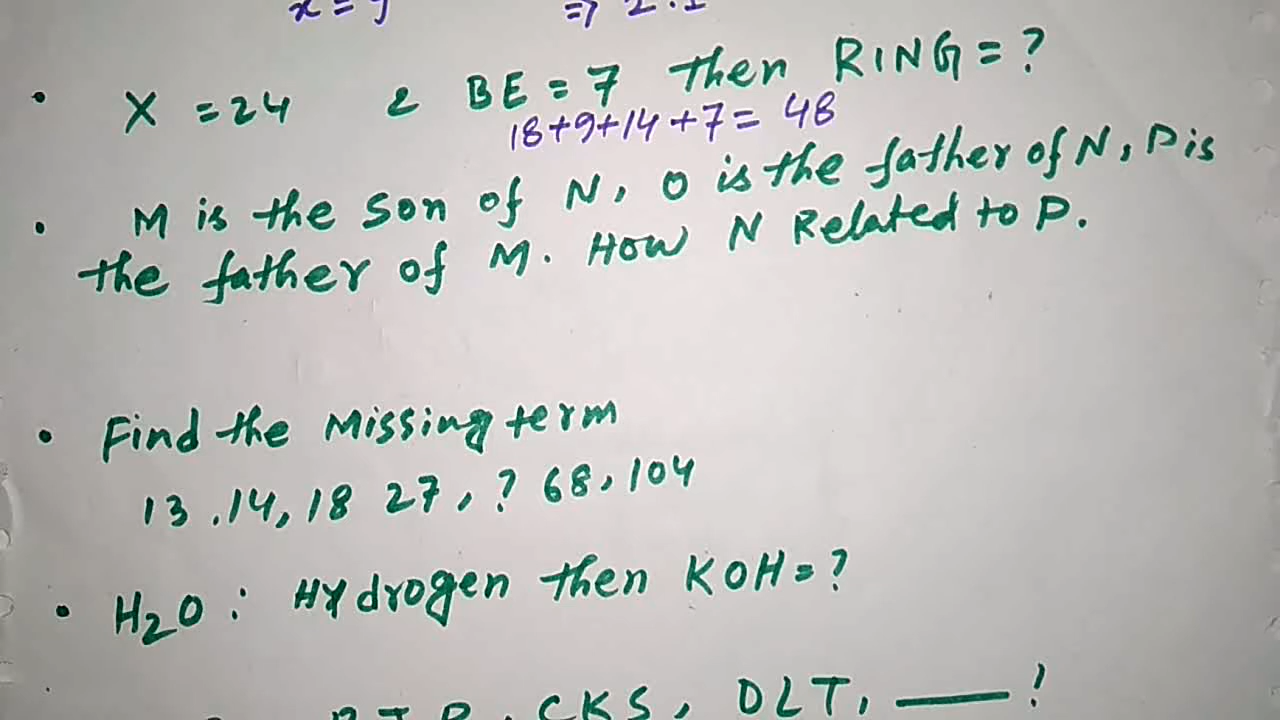 x = 9
• X = 24 & BE = 7 then RING = ?
18+9+14+7 = 48
• M is the son of N, O is the father of N, P is
the father of M. How N Related to P.
• Find the Missing term
13 . 14, 18 27, ? 68, 104
• H₂O : Hydrogen then KOH = ?
CKS, DLT, ___ ?